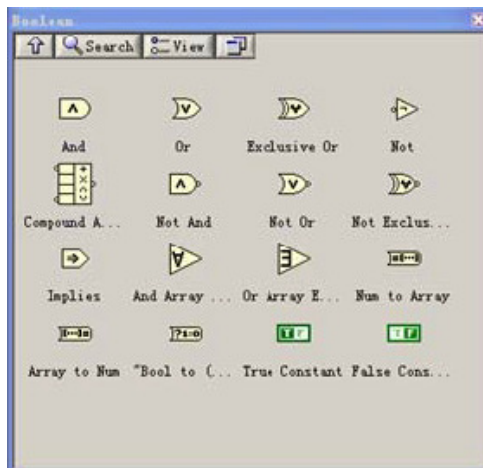 Boolean
Search View
And Or Exclusive Or Not
Compound A... Not And Not Or Not Exclus...
Implies And Array ... Or Array E... Num to Array
Array to Num "Bool to (... True Constant False Cons...